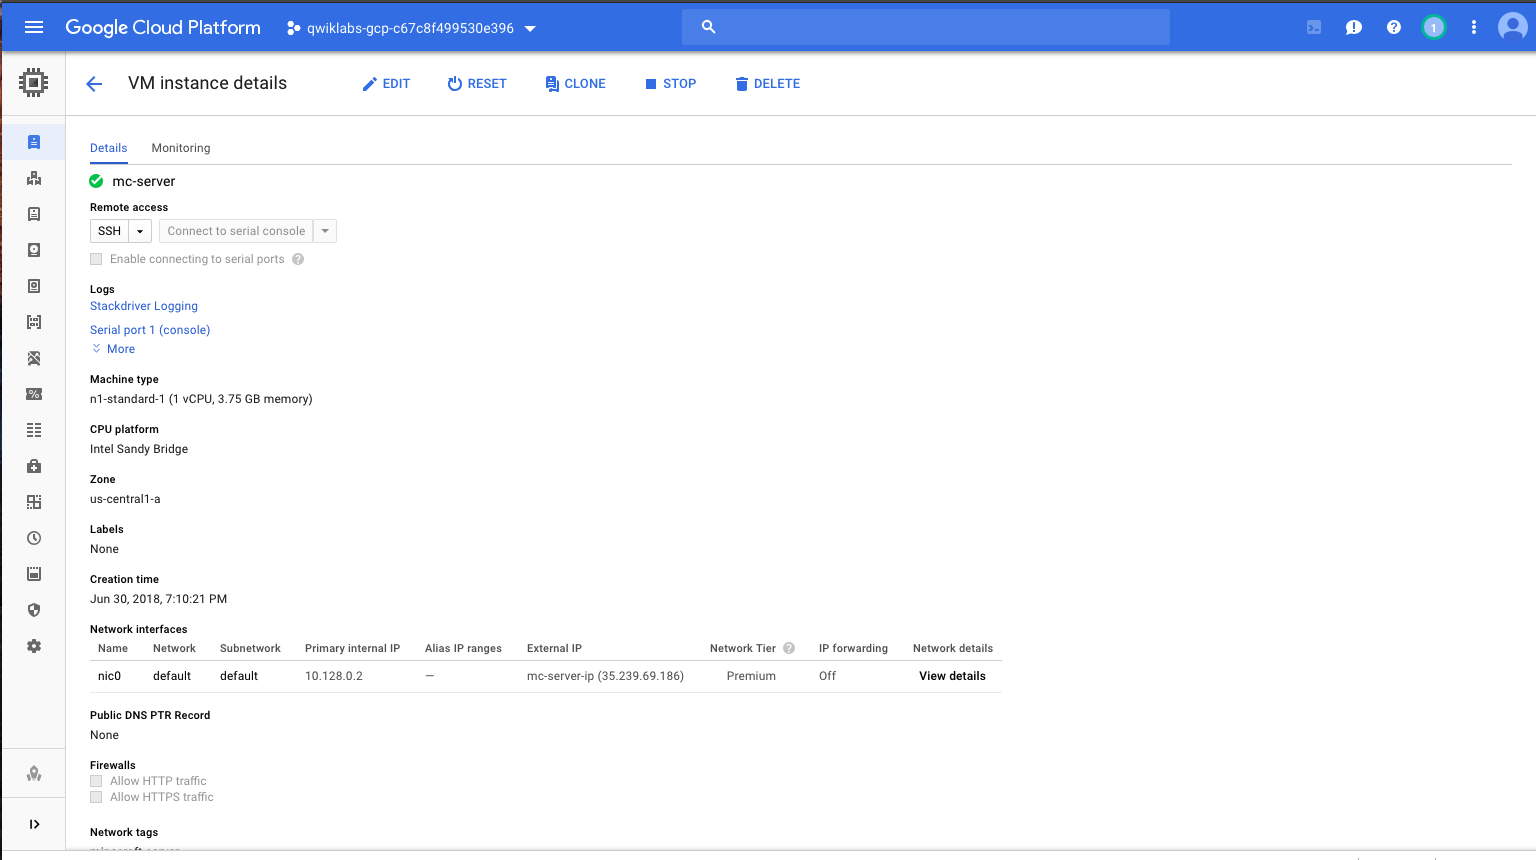 Google Cloud Platform
qwiklabs-gcp-c67c8f499530e396
1
VM instance details
EDIT
RESET
CLONE
STOP
DELETE
Details
Monitoring
mc-server
Remote access
SSH
Connect to serial console
Enable connecting to serial ports
Logs
Stackdriver Logging
Serial port 1 (console)
More
Machine type
n1-standard-1 (1 vCPU, 3.75 GB memory)
CPU platform
Intel Sandy Bridge
Zone
us-central1-a
Labels
None
Creation time
Jun 30, 2018, 7:10:21 PM
Network interfaces
Name Network Subnetwork Primary internal IP Alias IP ranges External IP Network Tier IP forwarding Network details
nic0 default default 10.128.0.2 — mc-server-ip (35.239.69.186) Premium Off View details
Public DNS PTR Record
None
Firewalls
Allow HTTP traffic
Allow HTTPS traffic
Network tags